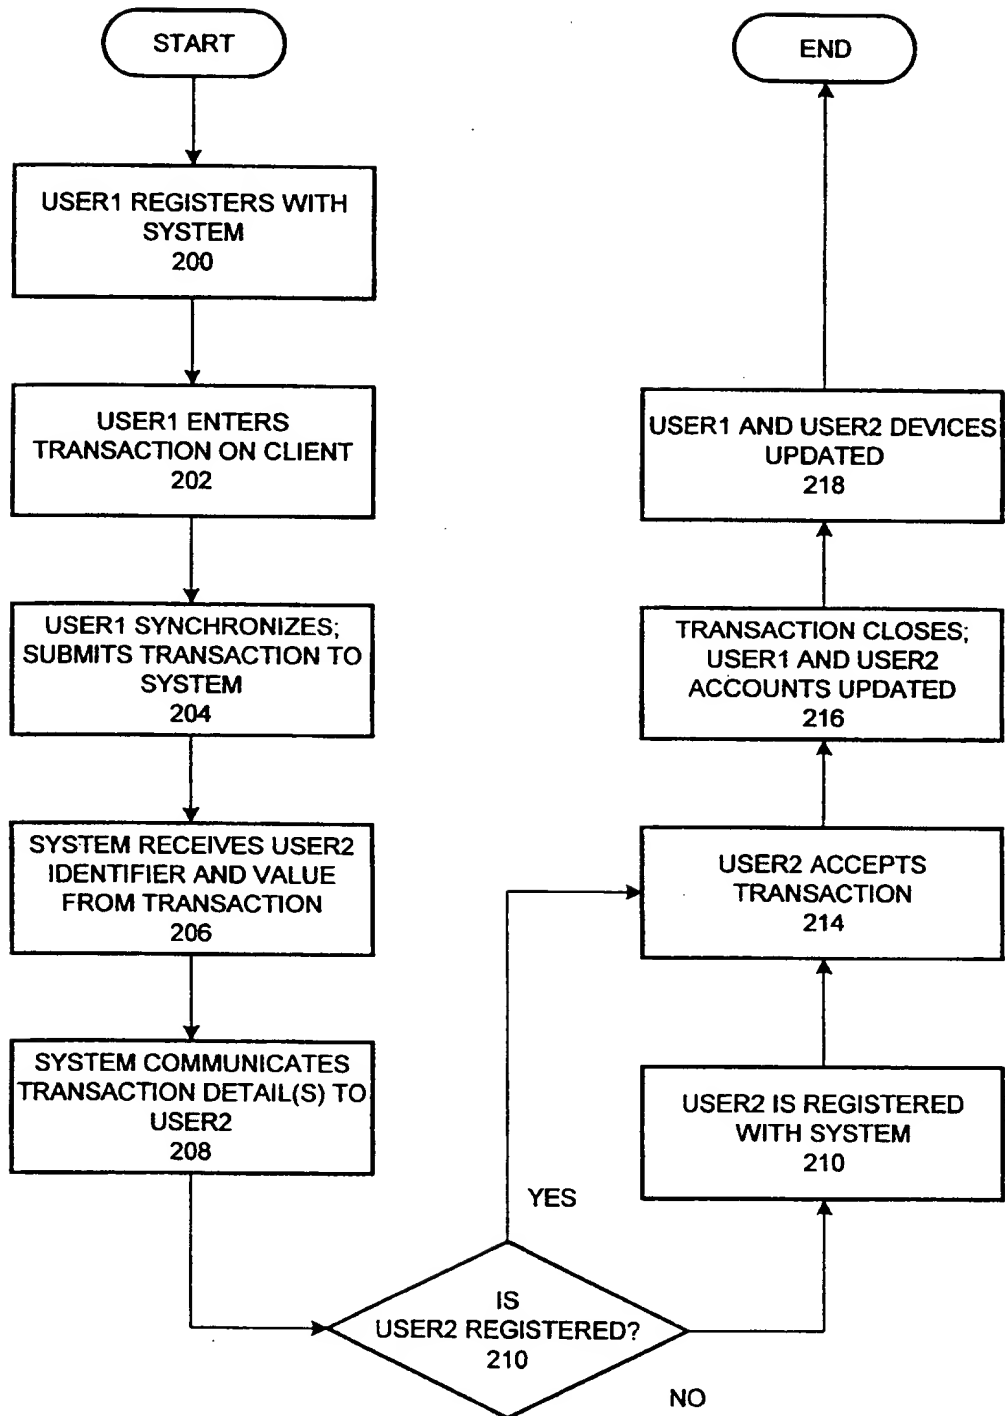 START
USER1 REGISTERS WITH
SYSTEM
200
USER1 ENTERS
TRANSACTION ON CLIENT
202
USER1 SYNCHRONIZES;
SUBMITS TRANSACTION TO
SYSTEM
204
SYSTEM RECEIVES USER2
IDENTIFIER AND VALUE
FROM TRANSACTION
206
SYSTEM COMMUNICATES
TRANSACTION DETAIL(S) TO
USER2
208
IS
USER2 REGISTERED?
210
YES
NO
USER2 IS REGISTERED
WITH SYSTEM
210
USER2 ACCEPTS
TRANSACTION
214
TRANSACTION CLOSES;
USER1 AND USER2
ACCOUNTS UPDATED
216
USER1 AND USER2 DEVICES
UPDATED
218
END